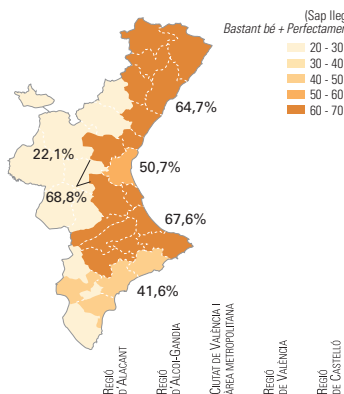 (Sap lleg
Bastant bé + Perfectamen
20 - 30
30 - 40
40 - 50
50 - 60
60 - 70
64,7%
22,1%
50,7%
68,8%
67,6%
41,6%
REGIÓ
D'ALACANT
REGIÓ
D'ALCOI-GANDIA
CIUTAT DE VALÈNCIA I
ÀREA METROPOLITANA
REGIÓ
DE VALÈNCIA
REGIÓ
DE CASTELLÓ